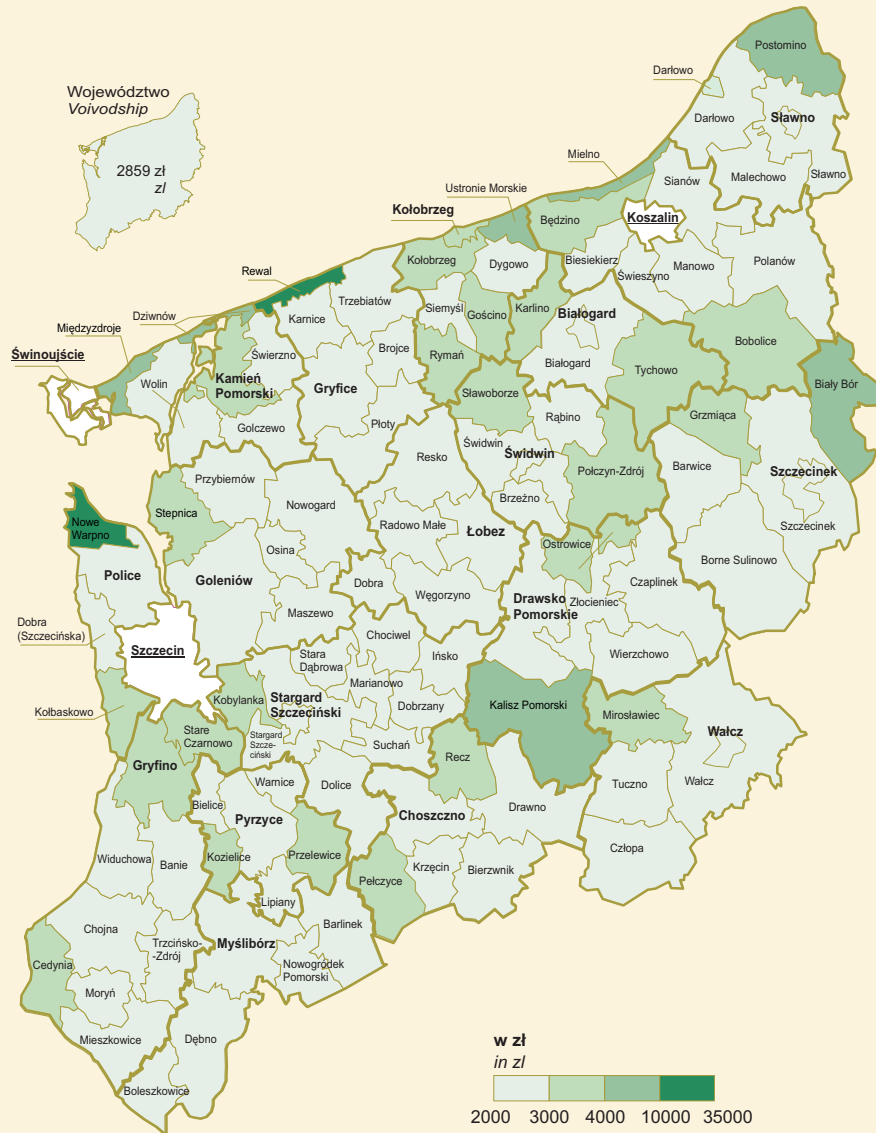 Postomino
Województwo
Voivodship
2859 zł
zl
Darłowo
Darłowo
Sławno
Mielno
Malechowo
Sławno
Sianów
Ustronie Morskie
Kołobrzeg
Będzino
Koszalin
Kołobrzeg
Dygowo
Biesiekierz
Świeszyno
Manowo
Polanów
Rewal
Trzebiatów
Karnice
Siemyśl
Gościno
Karlino
Białogard
Dziwnów
Międzyzdroje
Świnoujście
Wolin
Świerzno
Brojce
Rymań
Białogard
Tychowo
Bobolice
Biały Bór
Kamień
Pomorski
Gryfice
Sławoborze
Grzmiąca
Golczewo
Płoty
Rąbino
Świdwin
Świdwin
Resko
Połczyn-Zdrój
Barwice
Szczecinek
Przybiernów
Brzeżno
Stepnica
Nowogard
Nowe
Warpno
Radowo Małe
Łobez
Szczecinek
Osina
Ostrowice
Borne Sulinowo
Police
Goleniów
Dobra
Węgorzyno
Czaplinek
Drawsko
Pomorskie
Złocieniec
Maszewo
Dobra
(Szczecińska)
Chociwel
Szczecin
Stara
Dąbrowa
Ińsko
Wierzchowo
Marianowo
Kobylanka
Stargard
Szczeciński
Dobrzany
Kalisz Pomorski
Kołbaskowo
Mirosławiec
Stare
Czarnowo
Stargard
Szcze-
ciński
Suchań
Wałcz
Gryfino
Recz
Warnice
Dolice
Tuczno
Wałcz
Bielice
Drawno
Pyrzyce
Choszczno
Widuchowa
Banie
Kozielice
Przelewice
Człopa
Pełczyce
Krzęcin
Bierzwnik
Lipiany
Chojna
Barlinek
Trzcińsko-
-Zdrój
Myślibórz
Cedynia
Nowogródek
Pomorski
Moryń
Mieszkowice
Dębno
Boleszkowice
w zł
in zl
2000 3000 4000 10000 35000